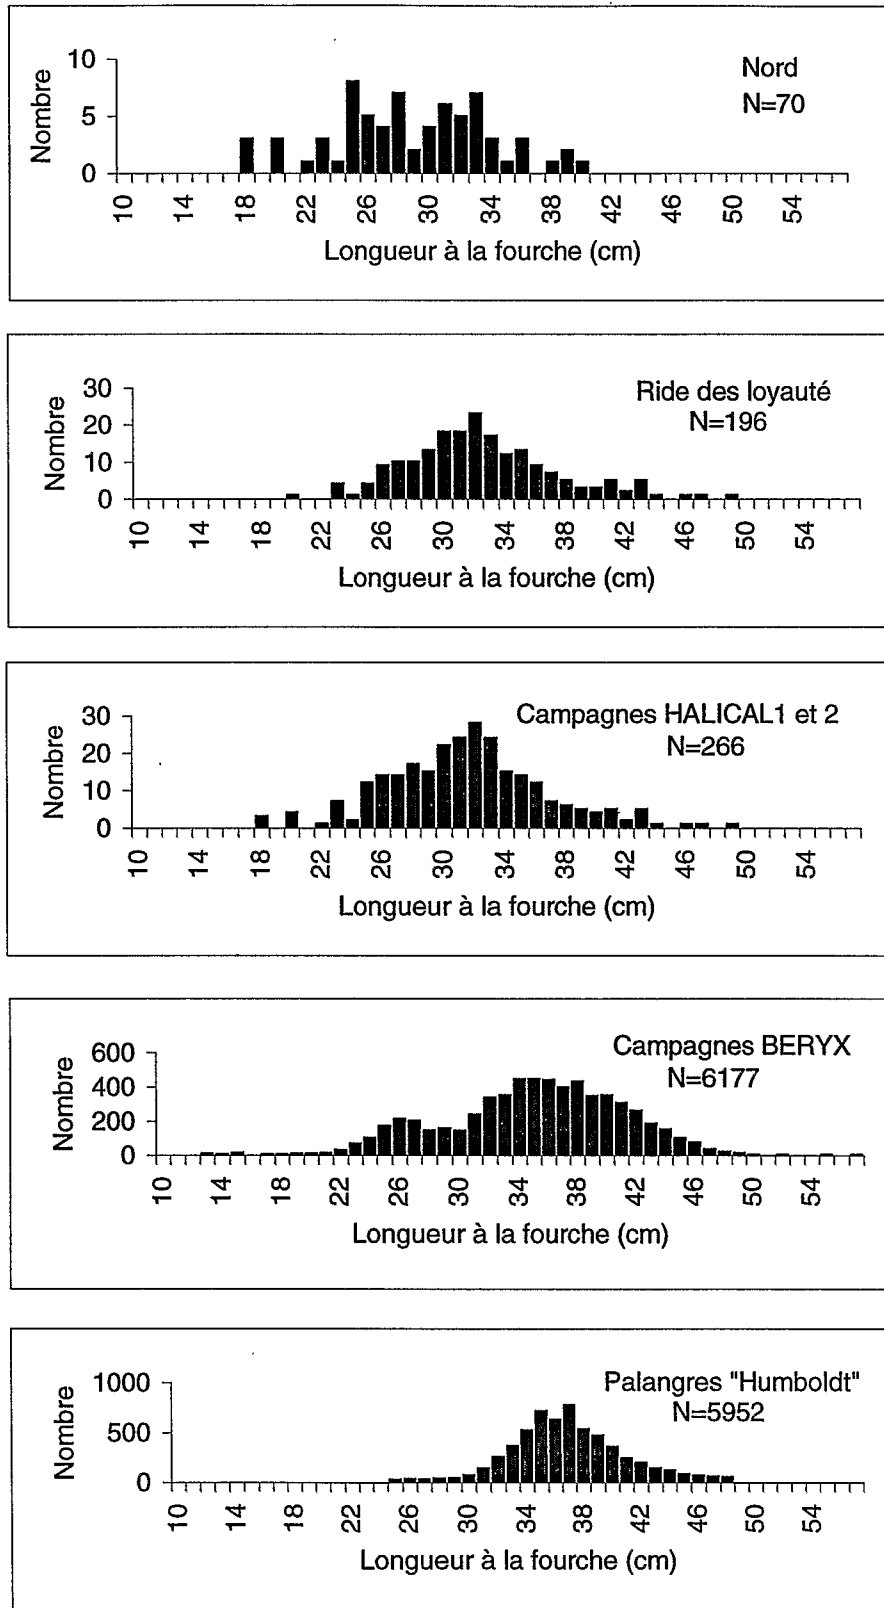 Nord
N=70
Nombre
10
5
0
10 14 18 22 26 30 34 38 42 46 50 54
Longueur à la fourche (cm)
Ride des loyauté
N=196
Nombre
30
20
10
0
10 14 18 22 26 30 34 38 42 46 50 54
Longueur à la fourche (cm)
Campagnes HALICAL1 et 2
N=266
Nombre
30
20
10
0
10 14 18 22 26 30 34 38 42 46 50 54
Longueur à la fourche (cm)
Campagnes BERYX
N=6177
Nombre
600
400
200
0
10 14 18 22 26 30 34 38 42 46 50 54
Longueur à la fourche (cm)
Palangres "Humboldt"
N=5952
Nombre
1000
500
0
10 14 18 22 26 30 34 38 42 46 50 54
Longueur à la fourche (cm)